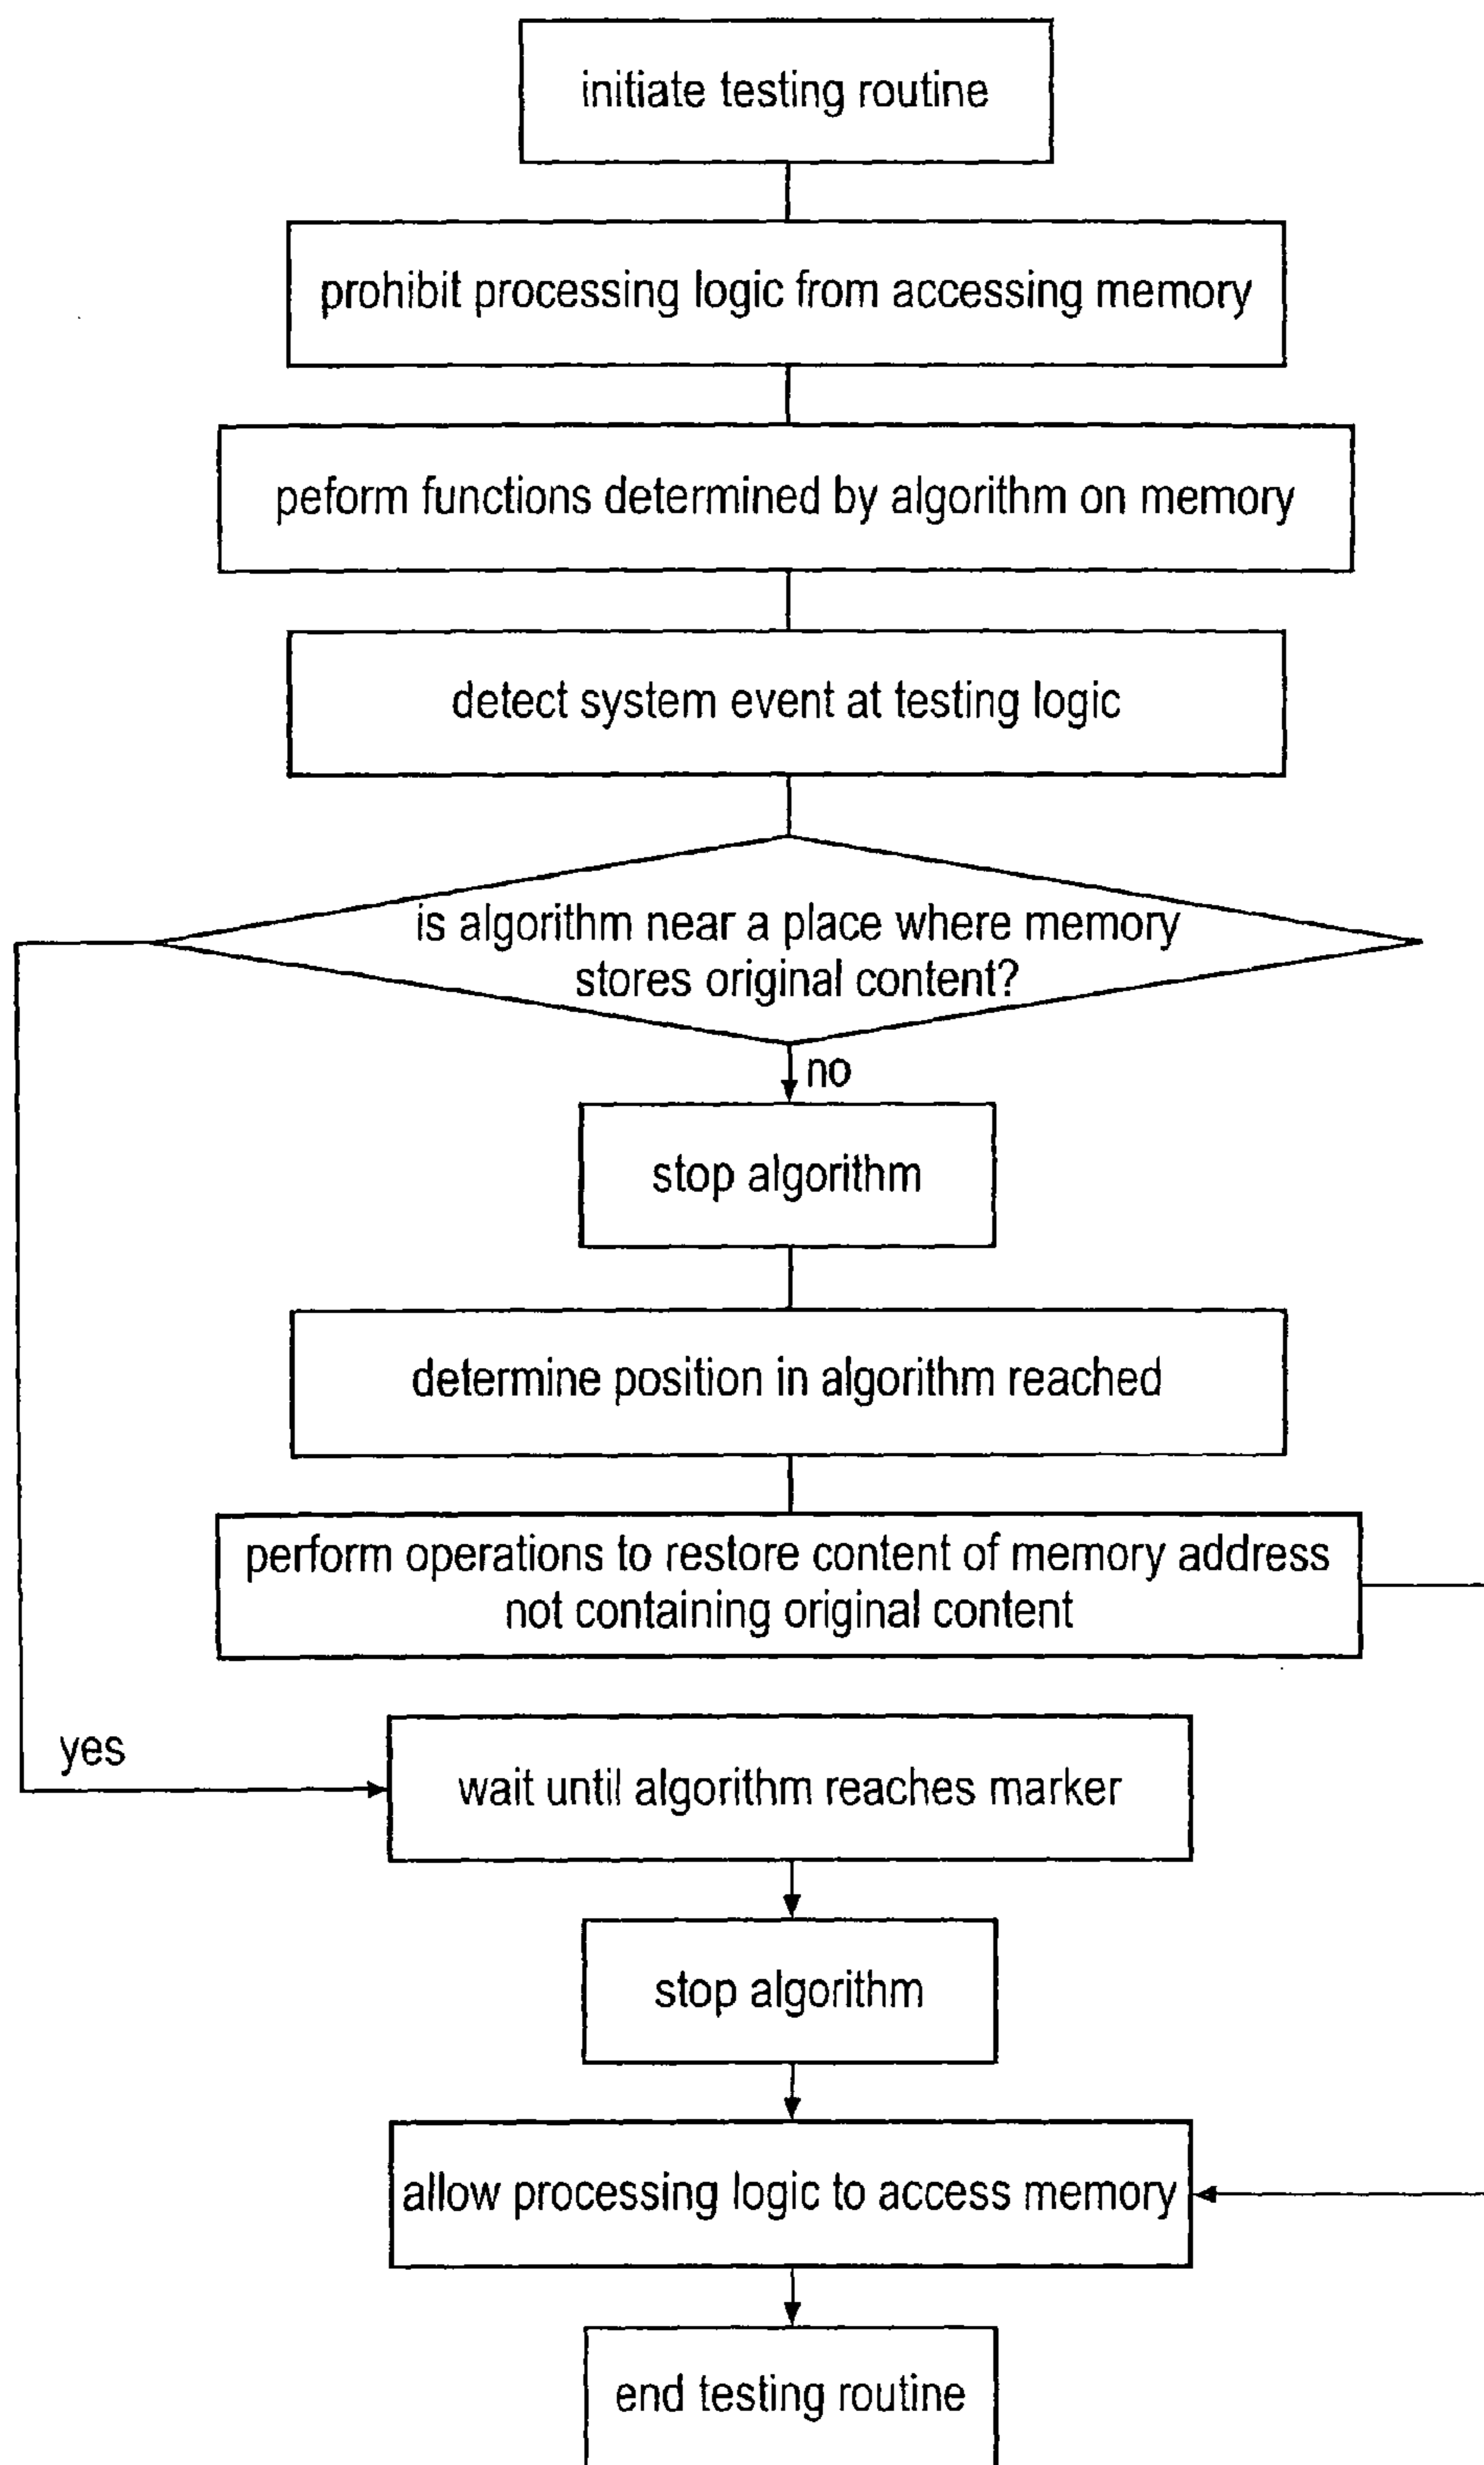 initiate testing routine
prohibit processing logic from accessing memory
peform functions determined by algorithm on memory
detect system event at testing logic
is algorithm near a place where memory
stores original content?
no
stop algorithm
determine position in algorithm reached
perform operations to restore content of memory address
not containing original content
yes
wait until algorithm reaches marker
stop algorithm
allow processing logic to access memory
end testing routine